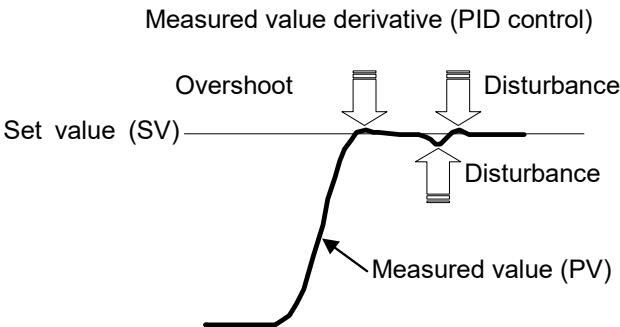 Measured value derivative (PID control)
Overshoot
Disturbance
Set value (SV)
Disturbance
Measured value (PV)